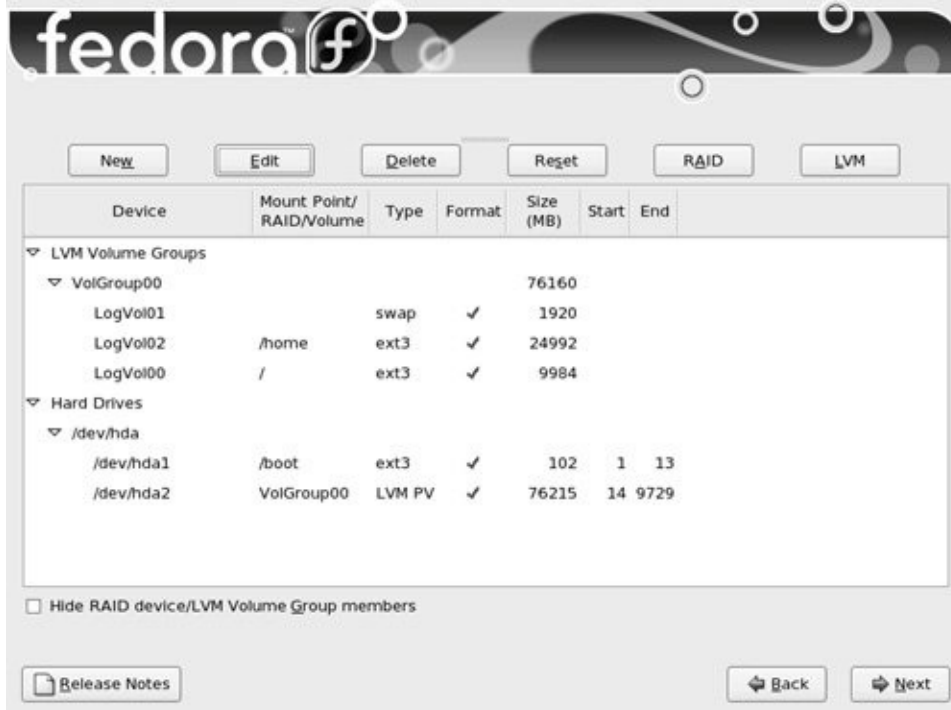 fedora™ f
New Edit Delete Reset RAID LVM
Device Mount Point/ RAID/Volume Type Format Size (MB) Start End
LVM Volume Groups
VolGroup00 76160
LogVol01 swap ✓ 1920
LogVol02 /home ext3 ✓ 24992
LogVol00 / ext3 ✓ 9984
Hard Drives
/dev/hda
/dev/hda1 /boot ext3 ✓ 102 1 13
/dev/hda2 VolGroup00 LVM PV ✓ 76215 14 9729
Hide RAID device/LVM Volume Group members
Release Notes Back Next